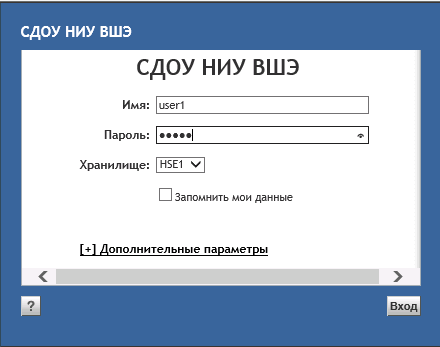 СДОУ НИУ ВШЭ
СДОУ НИУ ВШЭ
Имя: user1
Пароль: ●●●●●
Хранилище: HSE1
Запомнить мои данные
[+] Дополнительные параметры
? Вход